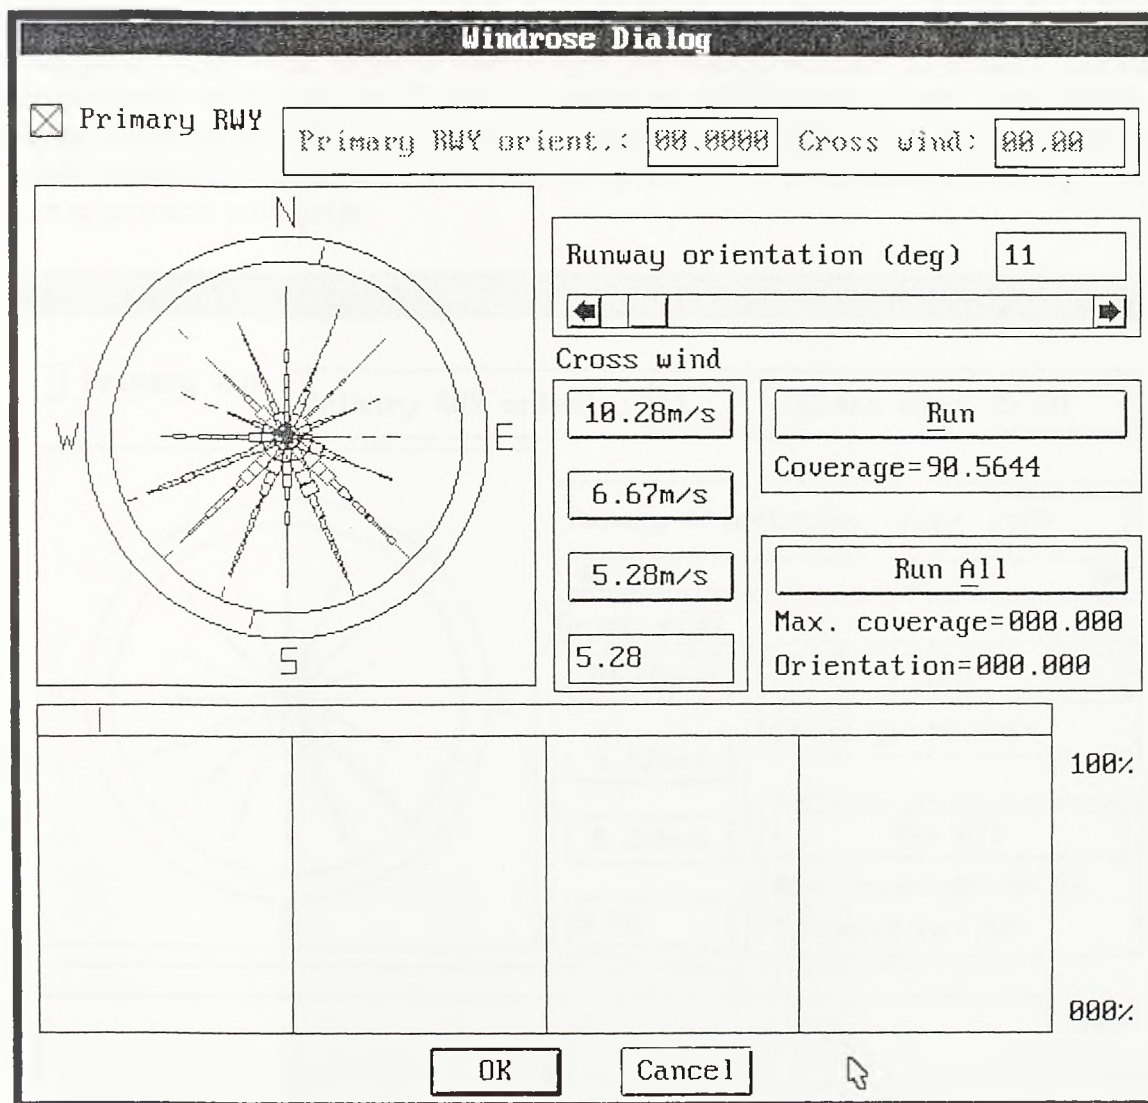 Windrose Dialog
Primary RWY
Primary RWY orient.: 00.0000 Cross wind: 00.00
N
W
E
S
Runway orientation (deg) 11
Cross wind
10.28m/s
6.67m/s
5.28m/s
5.28
Run
Coverage=90.5644
Run All
Max. coverage=000.000
Orientation=000.000
100%
000%
OK
Cancel